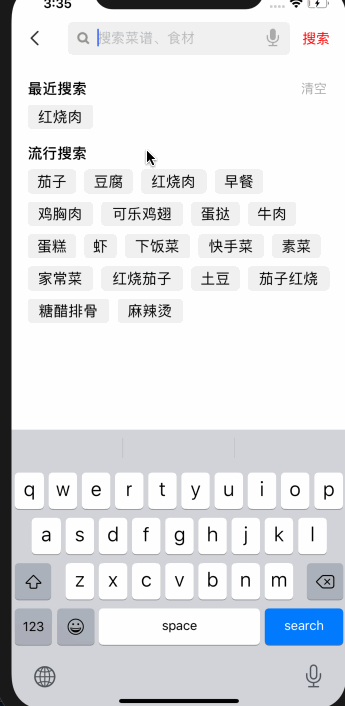 3:35
搜索菜谱、食材 搜索
最近搜索 清空
红烧肉
流行搜索
茄子 豆腐 红烧肉 早餐
鸡胸肉 可乐鸡翅 蛋挞 牛肉
蛋糕 虾 下饭菜 快手菜 素菜
家常菜 红烧茄子 土豆 茄子红烧
糖醋排骨 麻辣烫
q w e r t y u i o p
a s d f g h j k l
z x c v b n m
123 space search